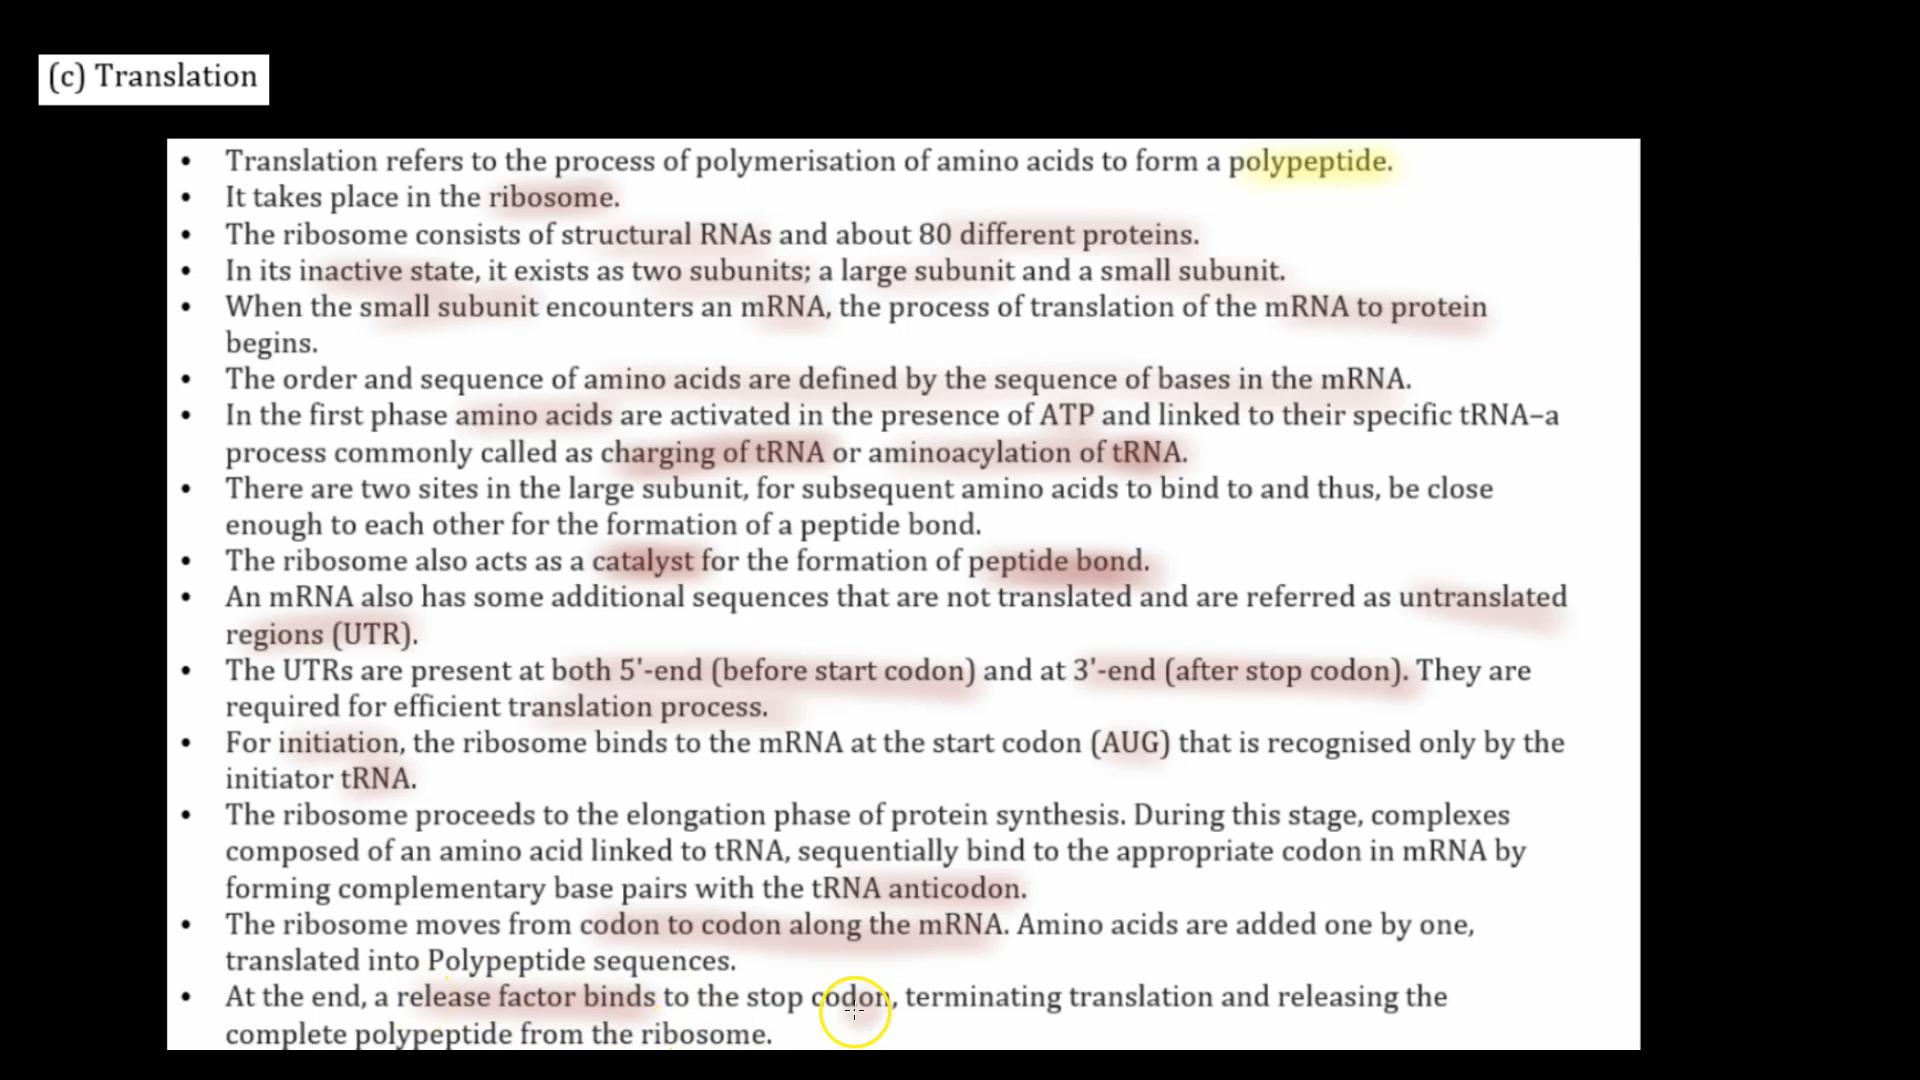 (c) Translation
• Translation refers to the process of polymerisation of amino acids to form a polypeptide.
• It takes place in the ribosome.
• The ribosome consists of structural RNAs and about 80 different proteins.
• In its inactive state, it exists as two subunits; a large subunit and a small subunit.
• When the small subunit encounters an mRNA, the process of translation of the mRNA to protein
begins.
• The order and sequence of amino acids are defined by the sequence of bases in the mRNA.
• In the first phase amino acids are activated in the presence of ATP and linked to their specific tRNA–a
process commonly called as charging of tRNA or aminoacylation of tRNA.
• There are two sites in the large subunit, for subsequent amino acids to bind to and thus, be close
enough to each other for the formation of a peptide bond.
• The ribosome also acts as a catalyst for the formation of peptide bond.
• An mRNA also has some additional sequences that are not translated and are referred as untranslated
regions (UTR).
• The UTRs are present at both 5'-end (before start codon) and at 3'-end (after stop codon). They are
required for efficient translation process.
• For initiation, the ribosome binds to the mRNA at the start codon (AUG) that is recognised only by the
initiator tRNA.
• The ribosome proceeds to the elongation phase of protein synthesis. During this stage, complexes
composed of an amino acid linked to tRNA, sequentially bind to the appropriate codon in mRNA by
forming complementary base pairs with the tRNA anticodon.
• The ribosome moves from codon to codon along the mRNA. Amino acids are added one by one,
translated into Polypeptide sequences.
• At the end, a release factor binds to the stop codon, terminating translation and releasing the
complete polypeptide from the ribosome.